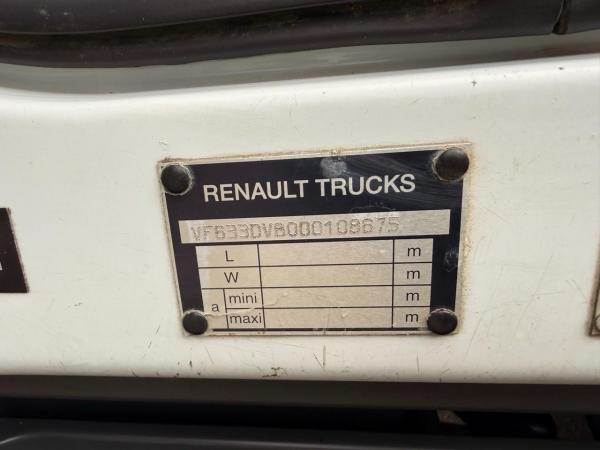 RENAULT TRUCKS
VF633DVB000108675
L m
W m
a mini m
maxi m